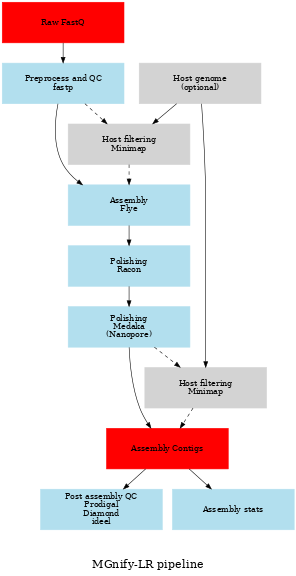 Raw FastQ
Preprocess and QC
fastp
Host genome
(optional)
Host filtering
Minimap
Assembly
Flye
Polishing
Racon
Polishing
Medaka
(Nanopore)
Host filtering
Minimap
Assembly Contigs
Post assembly QC
Prodigal
Diamond
ideel
Assembly stats
MGnify-LR pipeline